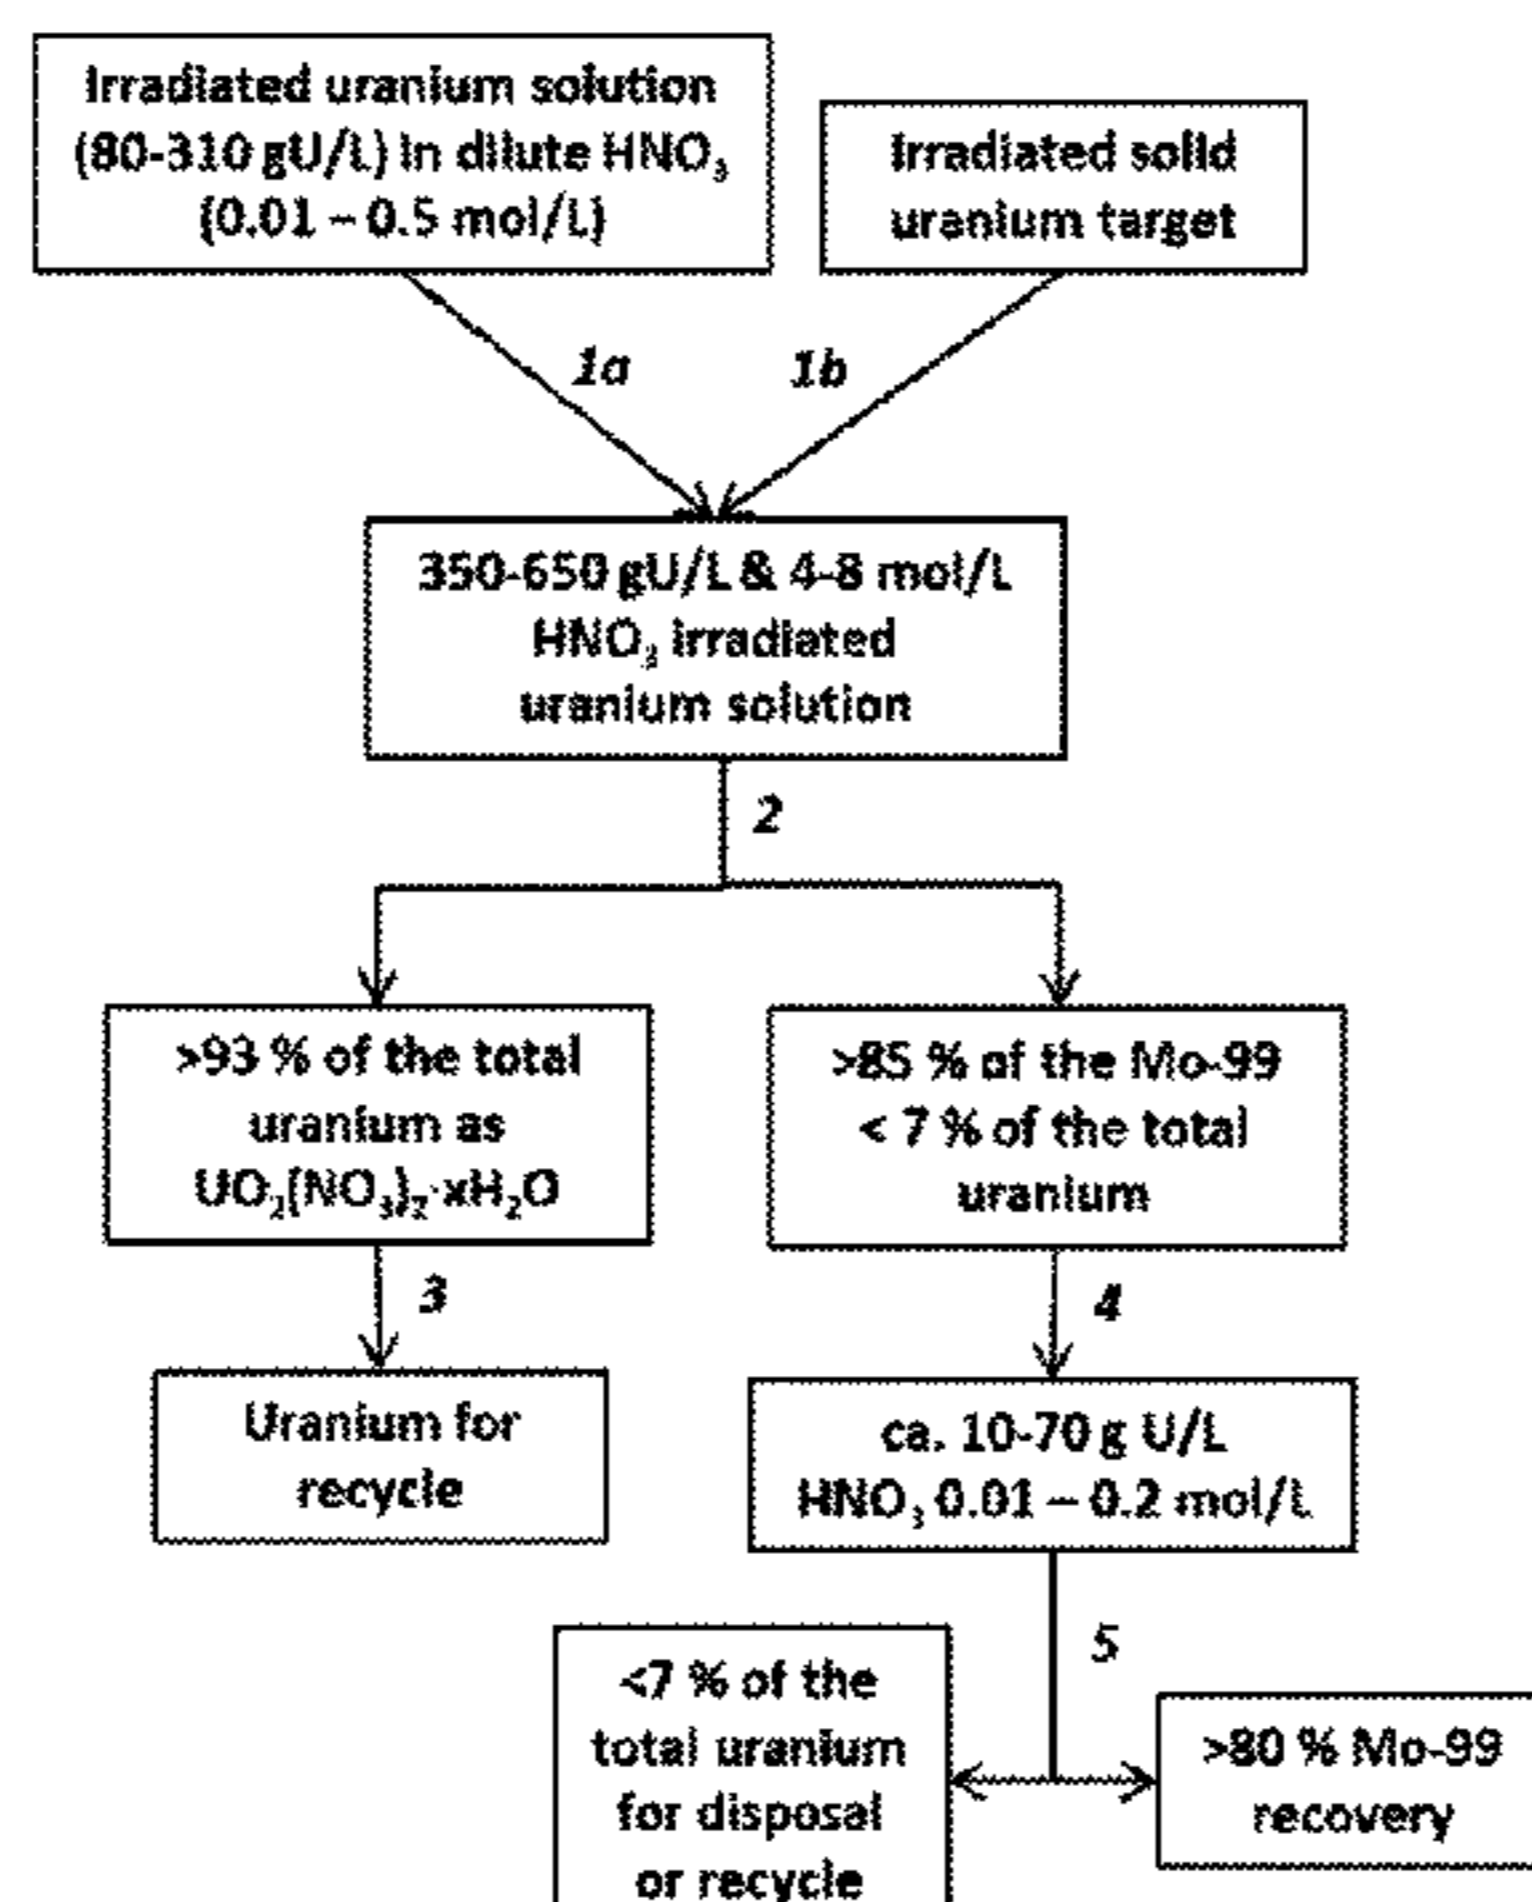 Irradiated uranium solution
(80-310 gU/L) in dilute HNO₃
(0.01 – 0.5 mol/L)
Irradiated solid
uranium target
1a
1b
350-650 gU/L & 4-8 mol/L
HNO₃ irradiated
uranium solution
2
>93 % of the total
uranium as
UO₂(NO₃)₂·xH₂O
>85 % of the Mo-99
< 7 % of the total
uranium
3
4
Uranium for
recycle
ca. 10-70 g U/L
HNO₃ 0.01 – 0.2 mol/L
5
<7 % of the
total uranium
for disposal
or recycle
>80 % Mo-99
recovery